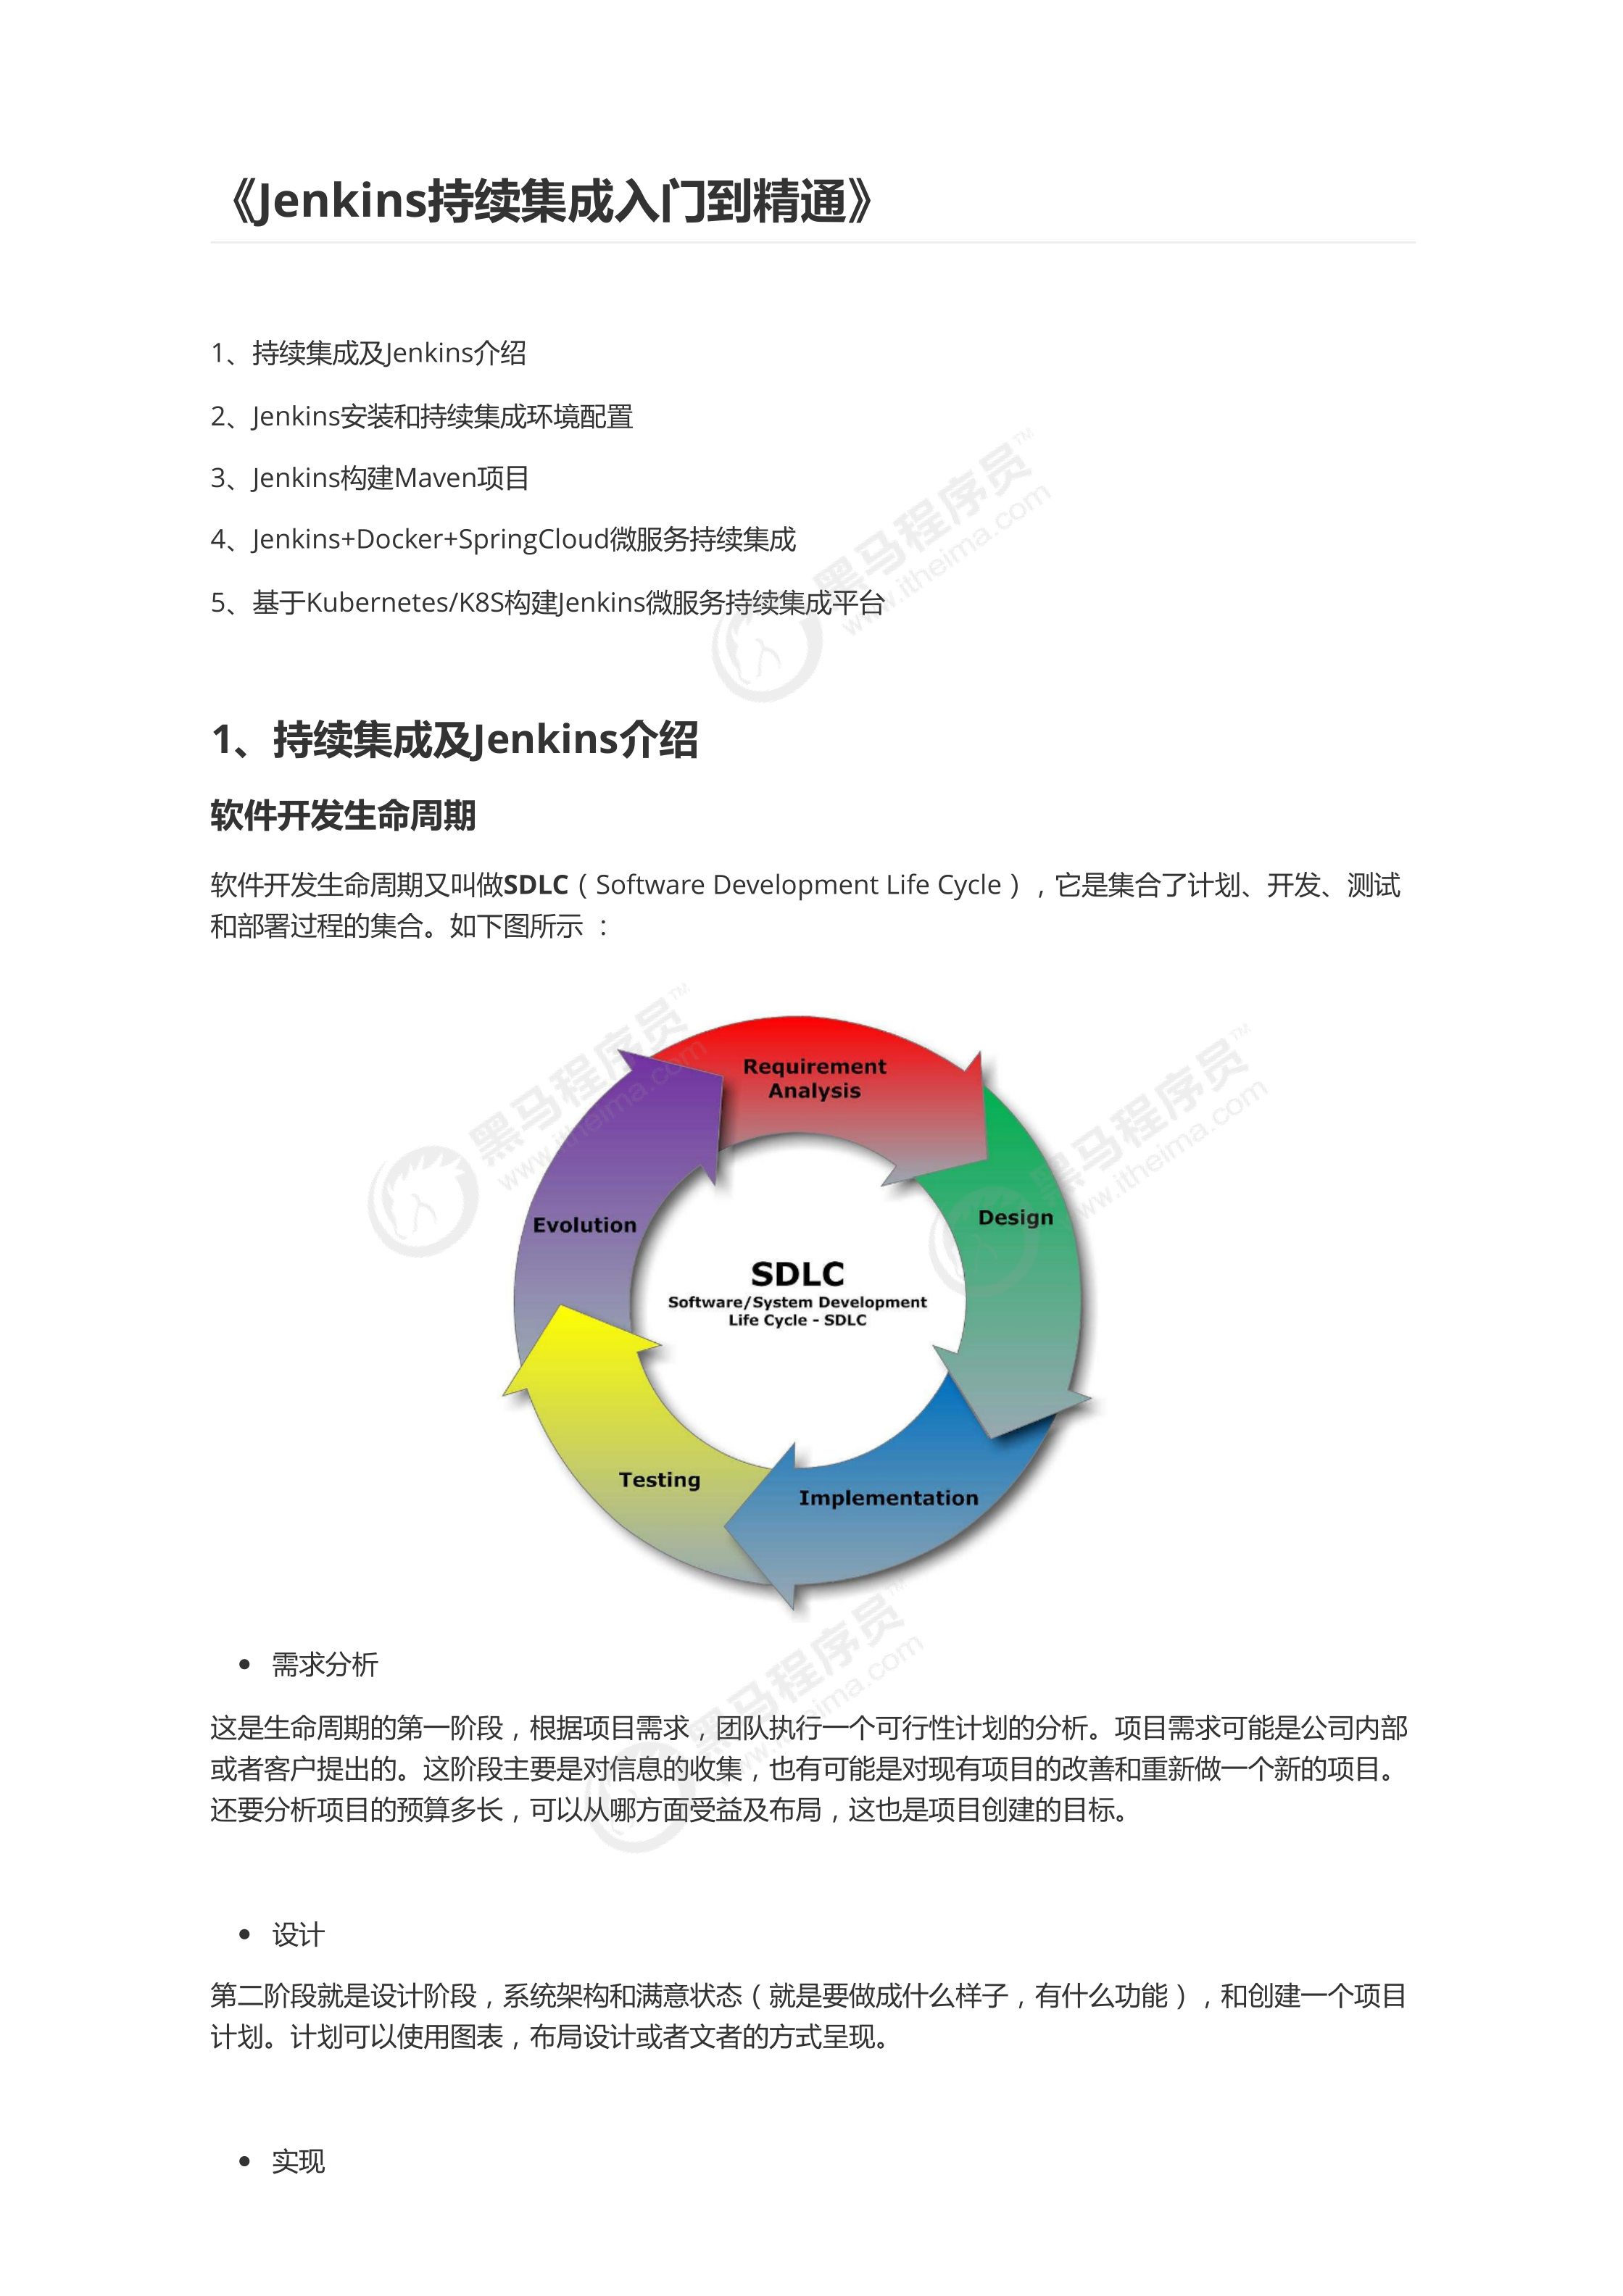 《Jenkins持续集成入门到精通》
1、持续集成及Jenkins介绍
2、Jenkins安装和持续集成环境配置
3、Jenkins构建Maven项目
4、Jenkins+Docker+SpringCloud微服务持续集成
5、基于Kubernetes/K8S构建Jenkins微服务持续集成平台
黑马程序员™
www.itheima.com
1、持续集成及Jenkins介绍
软件开发生命周期
软件开发生命周期又叫做SDLC（Software Development Life Cycle），它是集合了计划、开发、测试
和部署过程的集合。如下图所示 ：
黑马程序员™
www.itheima.com
黑马程序员™
www.itheima.com
Requirement
Analysis
Design
Evolution
SDLC
Software/System Development
Life Cycle - SDLC
Testing
Implementation
黑马程序员™
www.itheima.com
• 需求分析
这是生命周期的第一阶段，根据项目需求，团队执行一个可行性计划的分析。项目需求可能是公司内部
或者客户提出的。这阶段主要是对信息的收集，也有可能是对现有项目的改善和重新做一个新的项目。
还要分析项目的预算多长，可以从哪方面受益及布局，这也是项目创建的目标。
• 设计
第二阶段就是设计阶段，系统架构和满意状态（就是要做成什么样子，有什么功能），和创建一个项目
计划。计划可以使用图表，布局设计或者文者的方式呈现。
• 实现